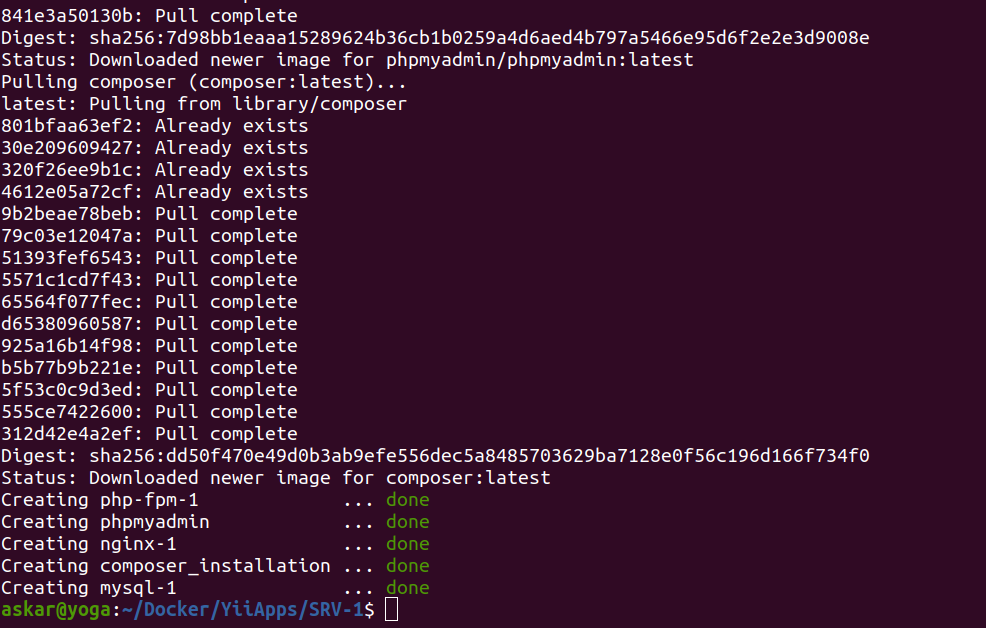 841e3a50130b: Pull complete
Digest: sha256:7d98bb1eaaa15289624b36cb1b0259a4d6aed4b797a5466e95d6f2e2e3d9008e
Status: Downloaded newer image for phpmyadmin/phpmyadmin:latest
Pulling composer (composer:latest)...
latest: Pulling from library/composer
801bfaa63ef2: Already exists
30e209609427: Already exists
320f26ee9b1c: Already exists
4612e05a72cf: Already exists
9b2beae78beb: Pull complete
79c03e12047a: Pull complete
51393fef6543: Pull complete
5571c1cd7f43: Pull complete
65564f077fec: Pull complete
d65380960587: Pull complete
925a16b14f98: Pull complete
b5b77b9b221e: Pull complete
5f53c0c9d3ed: Pull complete
555ce7422600: Pull complete
312d42e4a2ef: Pull complete
Digest: sha256:dd50f470e49d0b3ab9efe556dec5a8485703629ba7128e0f56c196d166f734f0
Status: Downloaded newer image for composer:latest
Creating php-fpm-1             ... done
Creating phpmyadmin            ... done
Creating nginx-1               ... done
Creating composer_installation ... done
Creating mysql-1               ... done
askar@yoga:~/Docker/YiiApps/SRV-1$